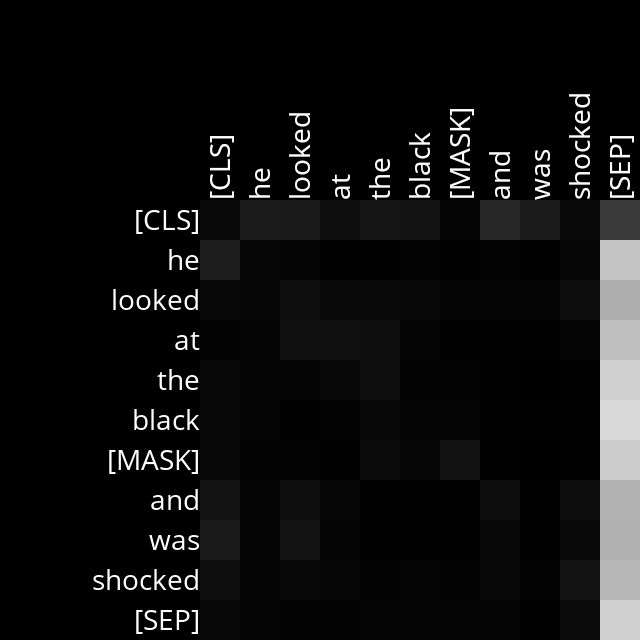 [CLS] he looked at the black [MASK] and was shocked [SEP]
[CLS]
he
looked
at
the
black
[MASK]
and
was
shocked
[SEP]